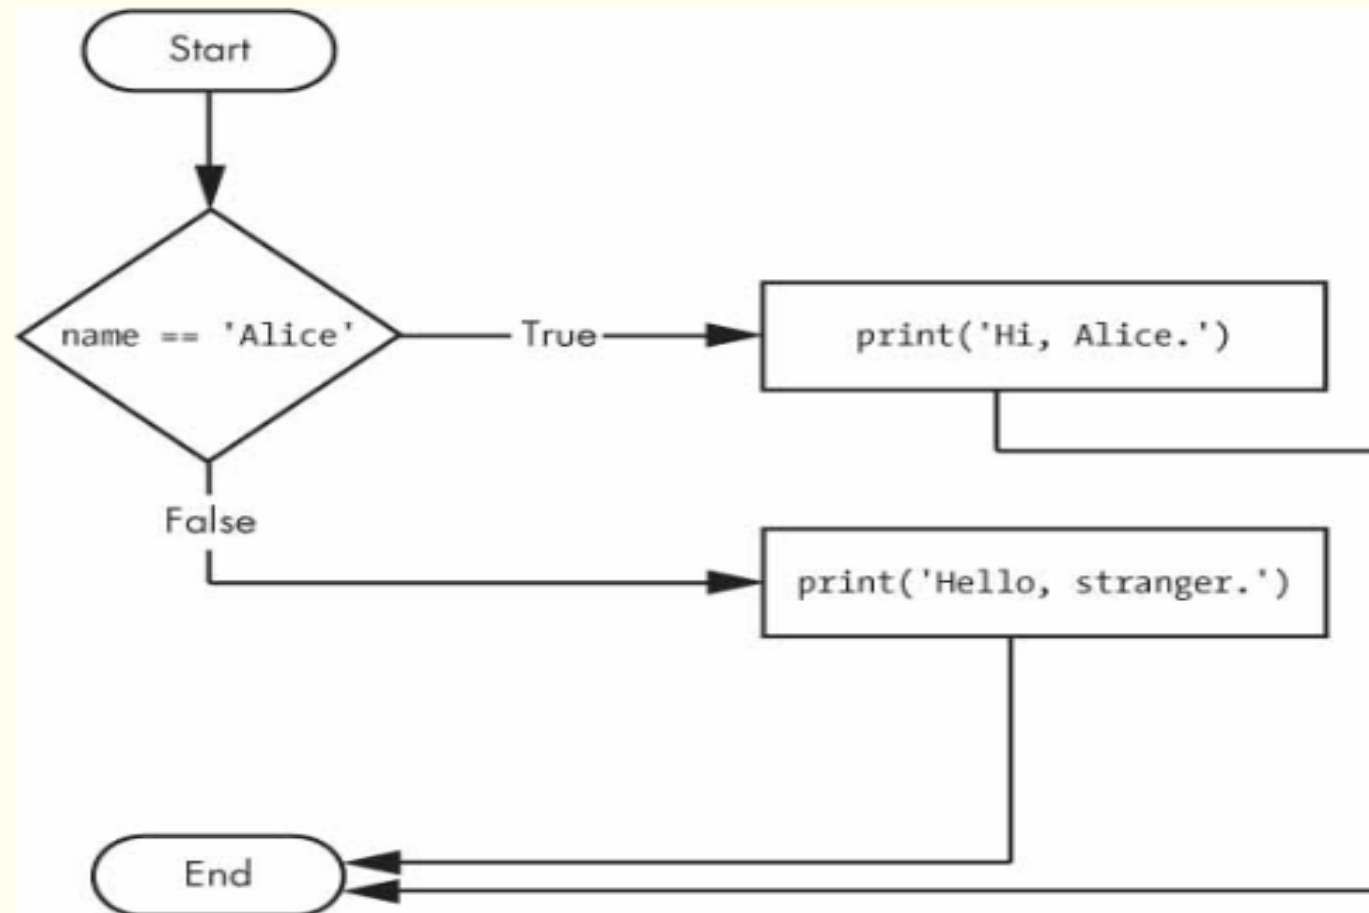 Start
name == 'Alice'
True
print('Hi, Alice.')
False
print('Hello, stranger.')
End